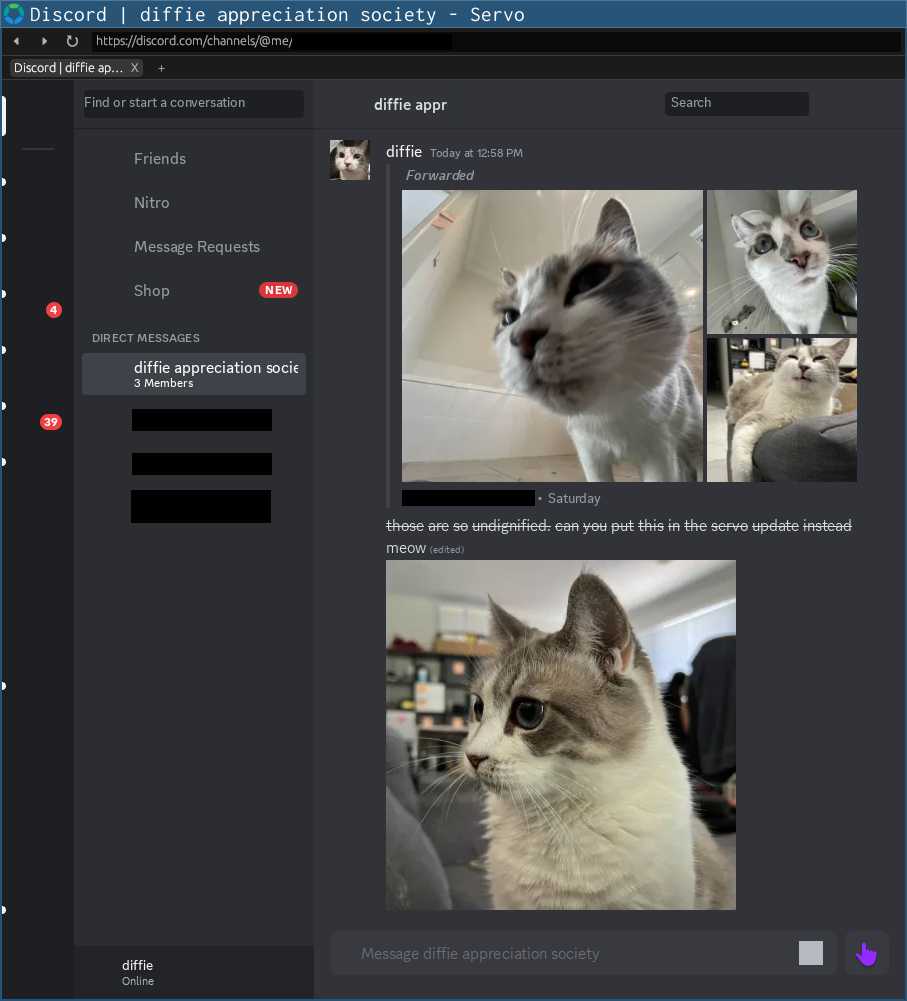 Discord | diffie appreciation society - Servo
https://discord.com/channels/@me/
Discord | diffie ap... X +
Find or start a conversation
Friends
Nitro
Message Requests
Shop NEW
4
39
DIRECT MESSAGES
diffie appreciation socie
3 Members
diffie
Online
diffie appr
Search
diffie Today at 12:58 PM
Forwarded
• Saturday
those are so undignified. can you put this in the servo update instead
meow (edited)
Message diffie appreciation society